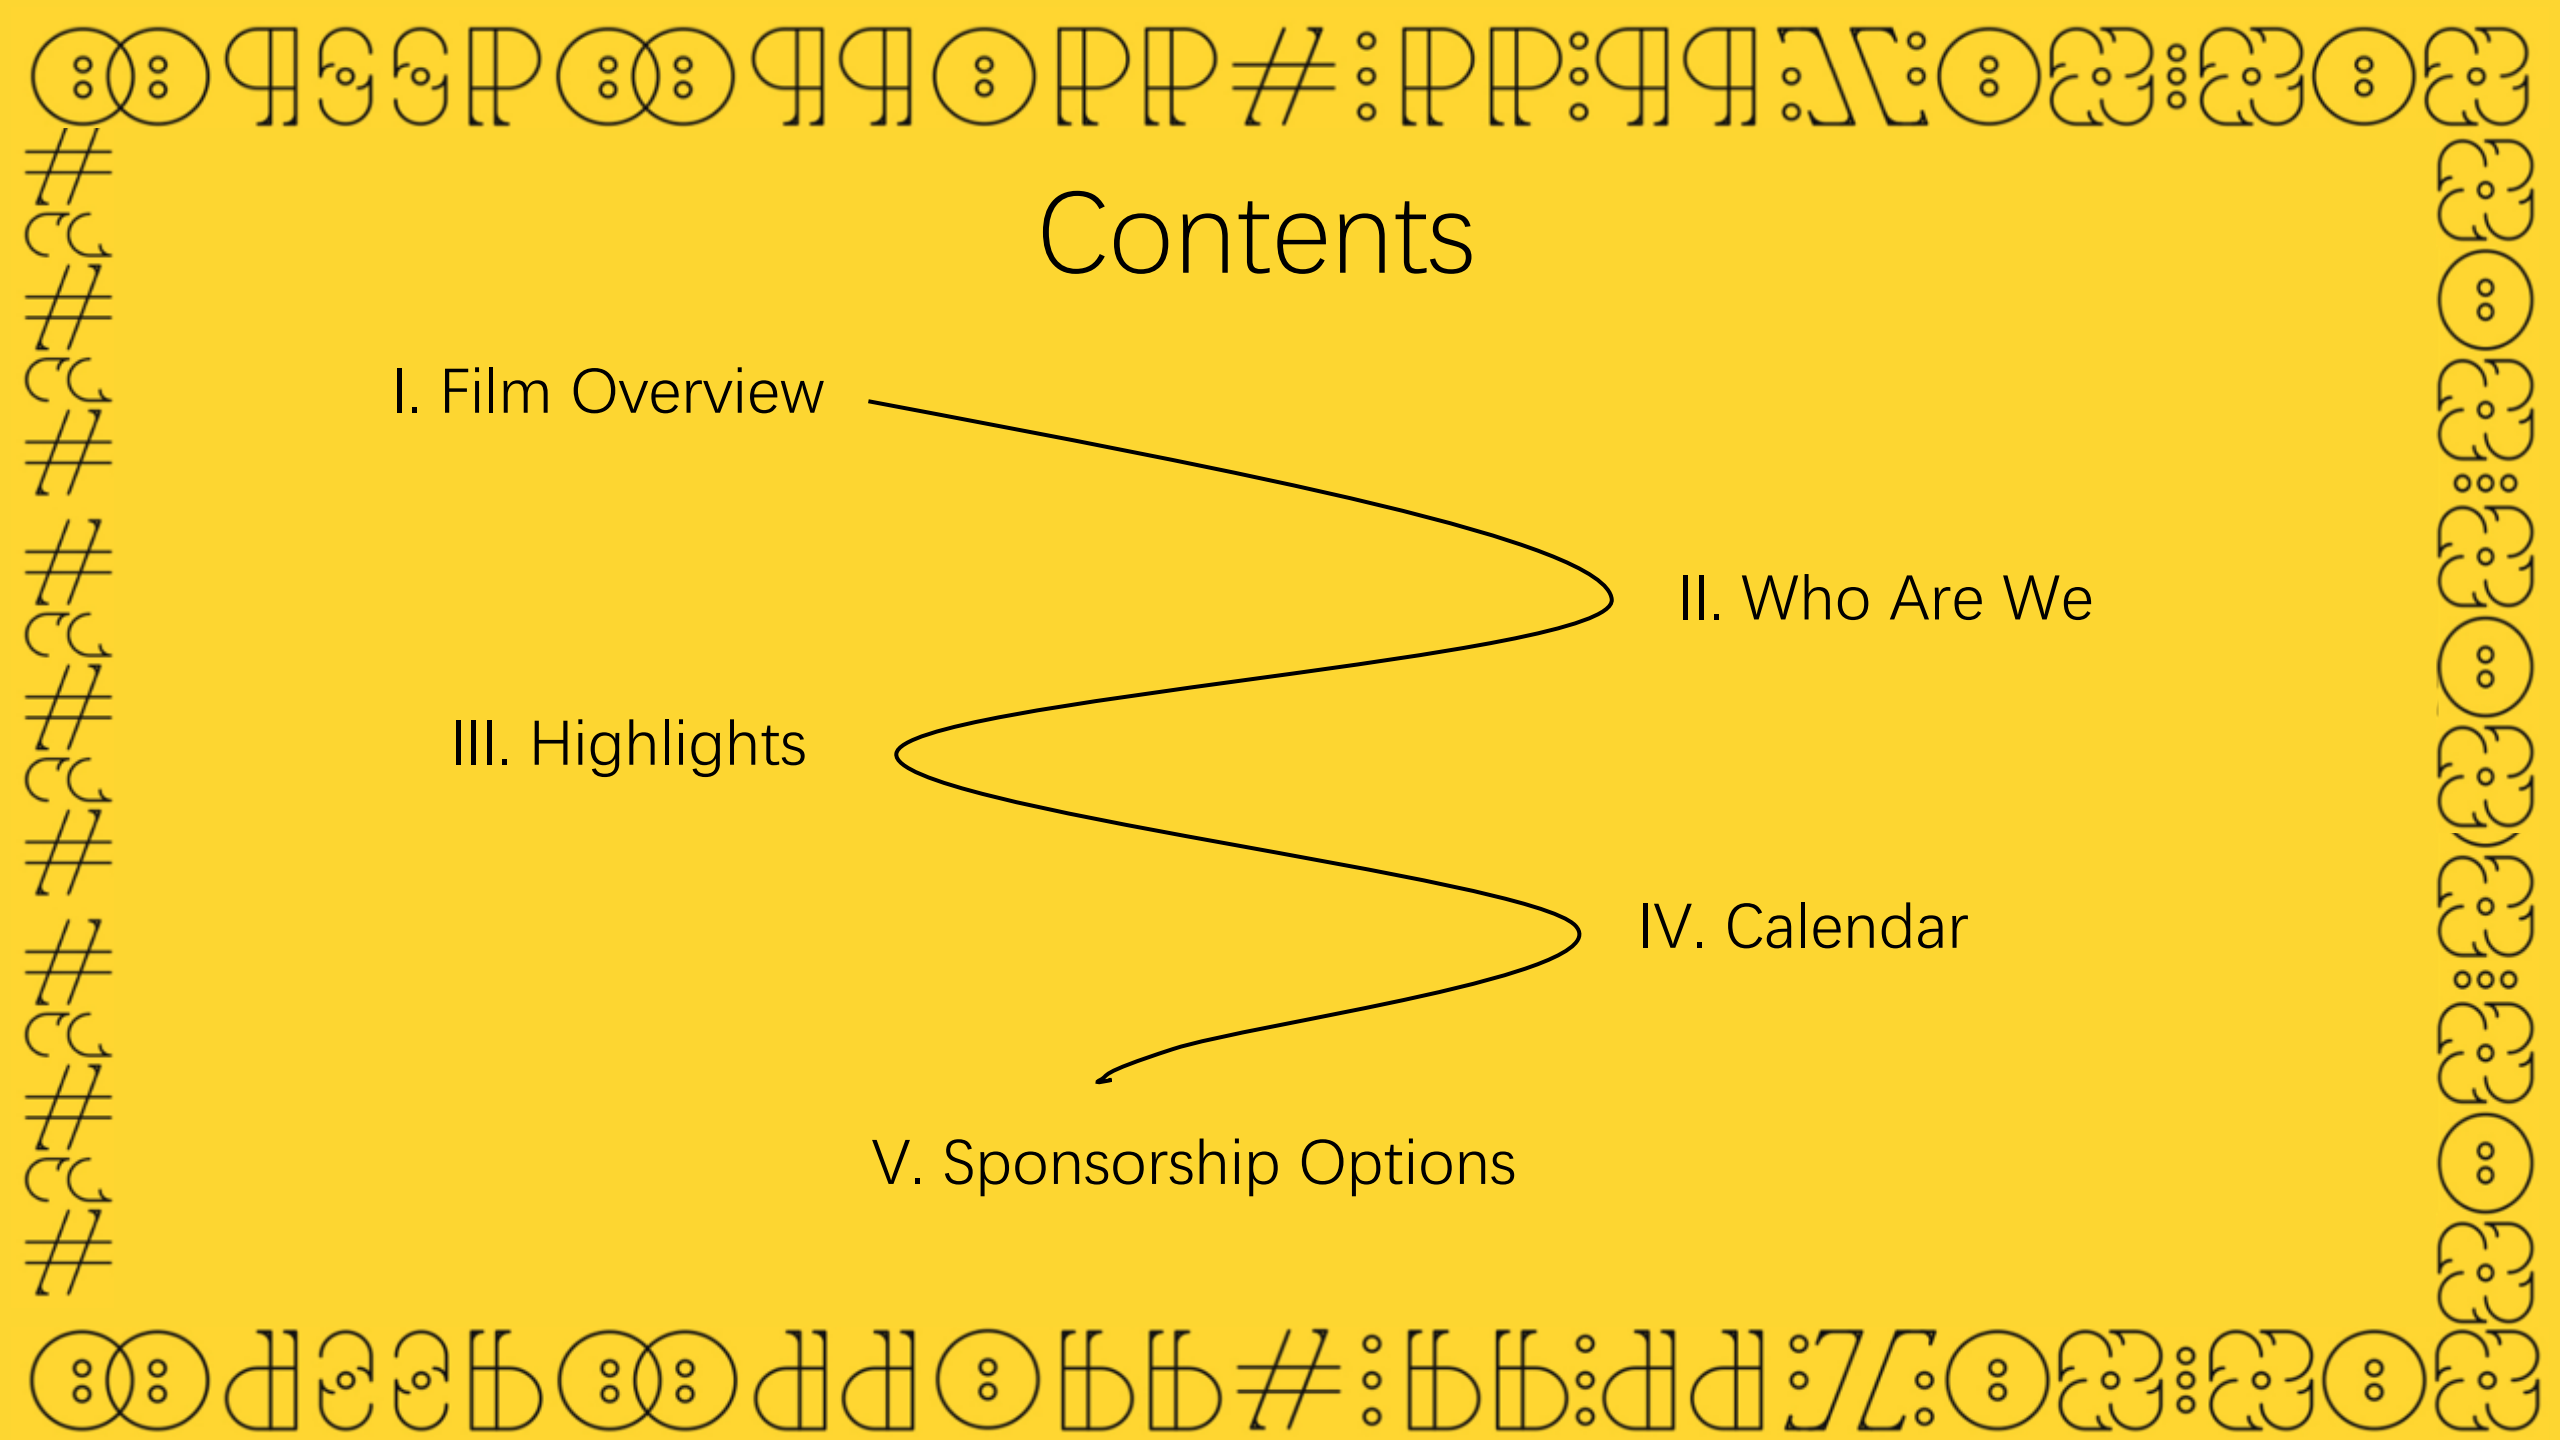 Contents
I. Film Overview
II. Who Are We
III. Highlights
IV. Calendar
V. Sponsorship Options